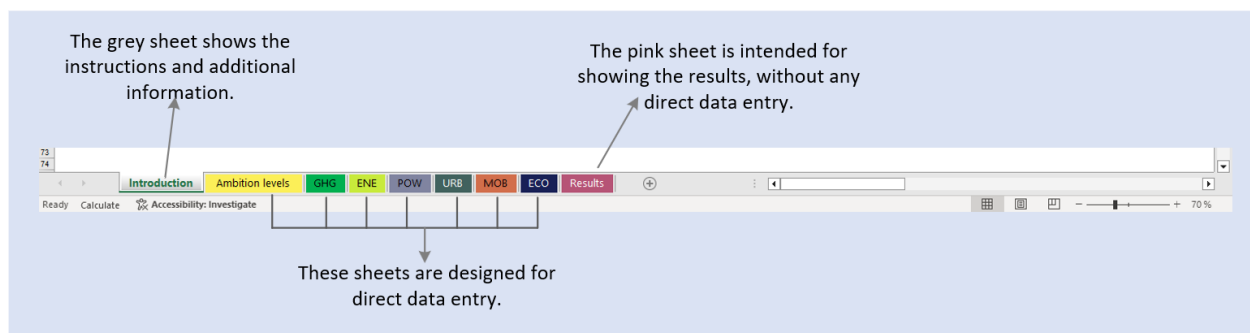 The grey sheet shows the
instructions and additional
information.
The pink sheet is intended for
showing the results, without any
direct data entry.
73
74
Introduction Ambition levels GHG ENE POW URB MOB ECO Results
Ready Calculate Accessibility: Investigate 70 %
These sheets are designed for
direct data entry.